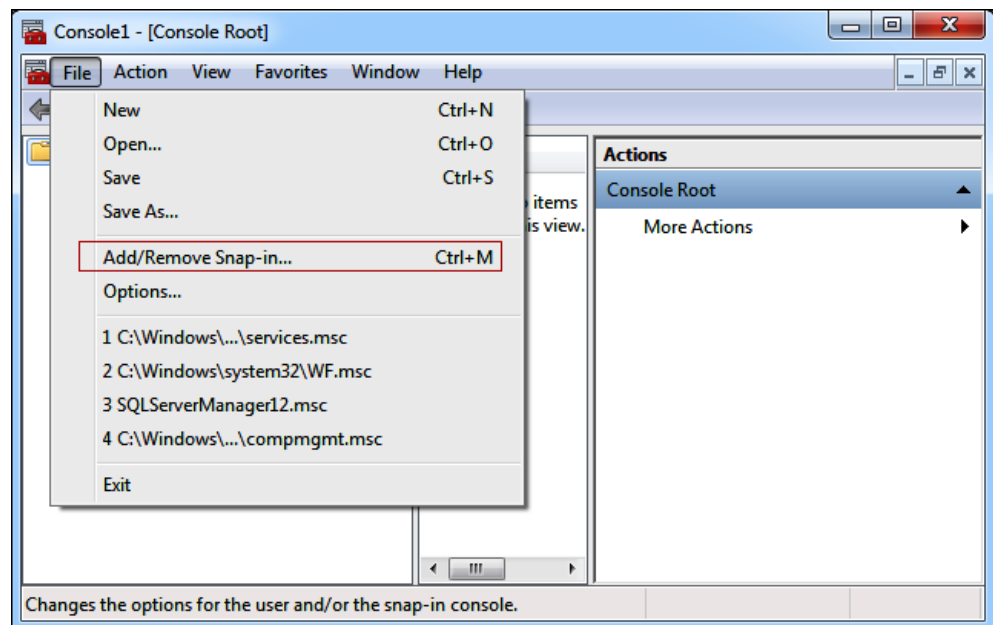 Console1 - [Console Root]
File Action View Favorites Window Help
New Ctrl+N
Open... Ctrl+O
Save Ctrl+S
Save As...
Add/Remove Snap-in... Ctrl+M
Options...
1 C:\Windows\...\services.msc
2 C:\Windows\system32\WF.msc
3 SQLServerManager12.msc
4 C:\Windows\...\compmgmt.msc
Exit
items
is view.
Actions
Console Root
More Actions
Changes the options for the user and/or the snap-in console.